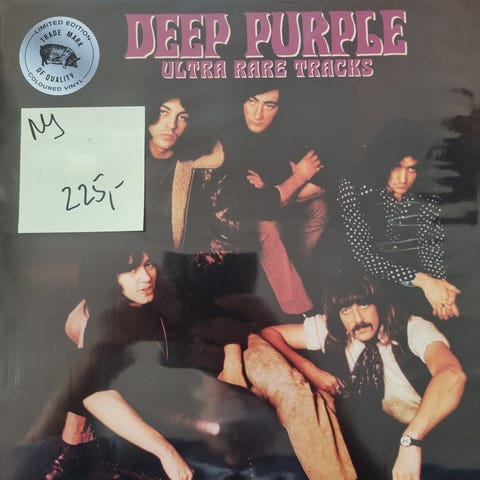 DEEP PURPLE
ULTRA RARE TRACKS
LIMITED EDITION
TRADE MARK
OF QUALITY
COLOURED VINYL
Ny
225,-